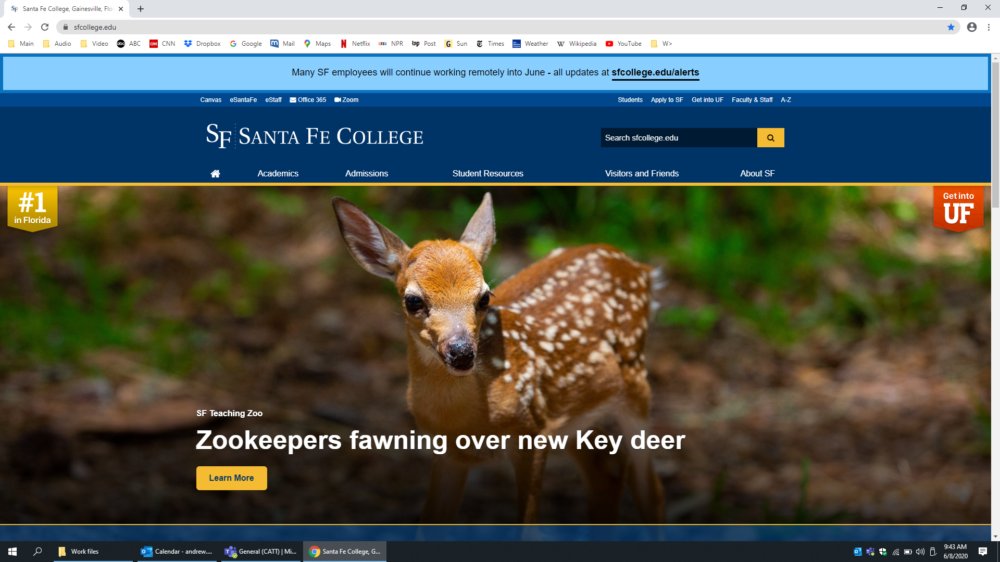 SF Santa Fe College, Gainesville, Flo
sfcollege.edu
Main Audio Video abc ABC CNN CNN Dropbox G Google Mail Maps N Netflix npr NPR wp Post G Sun T Times Weather W Wikipedia YouTube W>
Many SF employees will continue working remotely into June - all updates at sfcollege.edu/alerts
Canvas eSantaFe eStaff Office 365 Zoom Students Apply to SF Get into UF Faculty & Staff A-Z
SF SANTA FE COLLEGE
Search sfcollege.edu
Academics Admissions Student Resources Visitors and Friends About SF
#1
in Florida
Get into
UF
SF Teaching Zoo
Zookeepers fawning over new Key deer
Learn More
Work files Calendar - andrew.... General (CATT) | Mi... Santa Fe College, G...
9:43 AM
6/8/2020